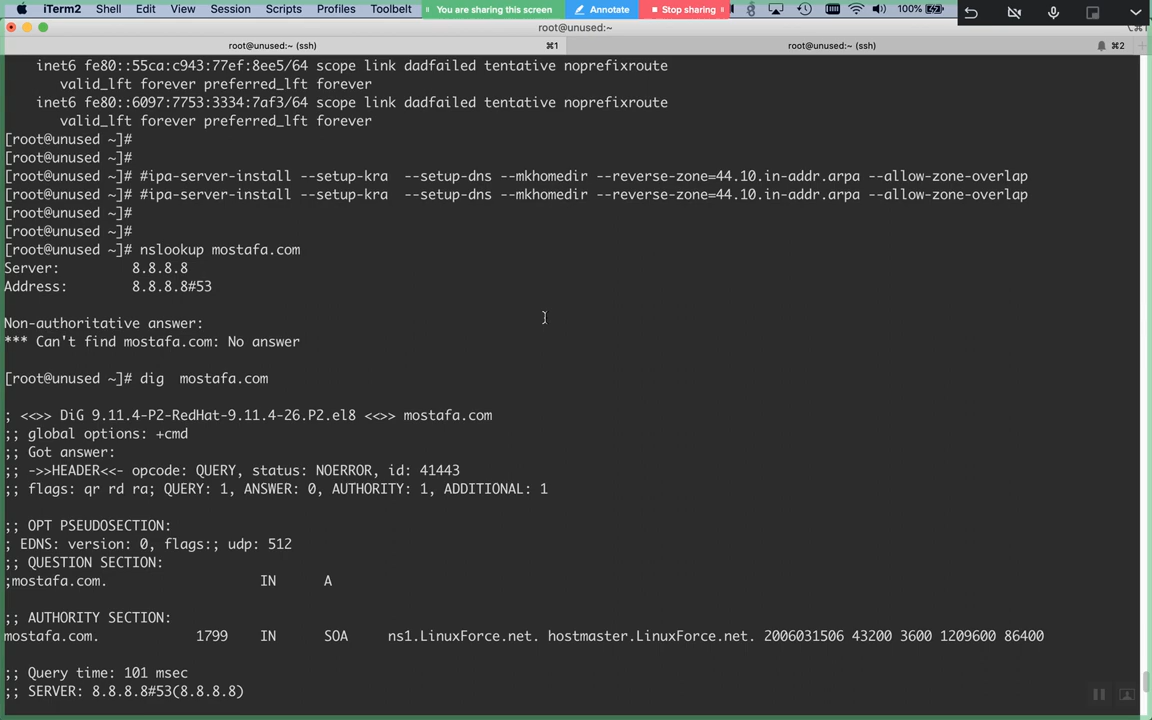 iTerm2 Shell Edit View Session Scripts Profiles Toolbelt You are sharing this screen Annotate Stop sharing 100%
root@unused:~
root@unused:~ (ssh) ⌘1 root@unused:~ (ssh) ⌘2
inet6 fe80::55ca:c943:77ef:8ee5/64 scope link dadfailed tentative noprefixroute
valid_lft forever preferred_lft forever
inet6 fe80::6097:7753:3334:7af3/64 scope link dadfailed tentative noprefixroute
valid_lft forever preferred_lft forever
[root@unused ~]#
[root@unused ~]#
[root@unused ~]# #ipa-server-install --setup-kra  --setup-dns --mkhomedir --reverse-zone=44.10.in-addr.arpa --allow-zone-overlap
[root@unused ~]# #ipa-server-install --setup-kra  --setup-dns --mkhomedir --reverse-zone=44.10.in-addr.arpa --allow-zone-overlap
[root@unused ~]#
[root@unused ~]#
[root@unused ~]# nslookup mostafa.com
Server: 8.8.8.8
Address: 8.8.8.8#53
Non-authoritative answer:
*** Can't find mostafa.com: No answer
[root@unused ~]# dig  mostafa.com
; <<>> DiG 9.11.4-P2-RedHat-9.11.4-26.P2.el8 <<>> mostafa.com
;; global options: +cmd
;; Got answer:
;; ->>HEADER<<- opcode: QUERY, status: NOERROR, id: 41443
;; flags: qr rd ra; QUERY: 1, ANSWER: 0, AUTHORITY: 1, ADDITIONAL: 1
;; OPT PSEUDOSECTION:
; EDNS: version: 0, flags:; udp: 512
;; QUESTION SECTION:
;mostafa.com. IN A
;; AUTHORITY SECTION:
mostafa.com. 1799 IN SOA ns1.LinuxForce.net. hostmaster.LinuxForce.net. 2006031506 43200 3600 1209600 86400
;; Query time: 101 msec
;; SERVER: 8.8.8.8#53(8.8.8.8)